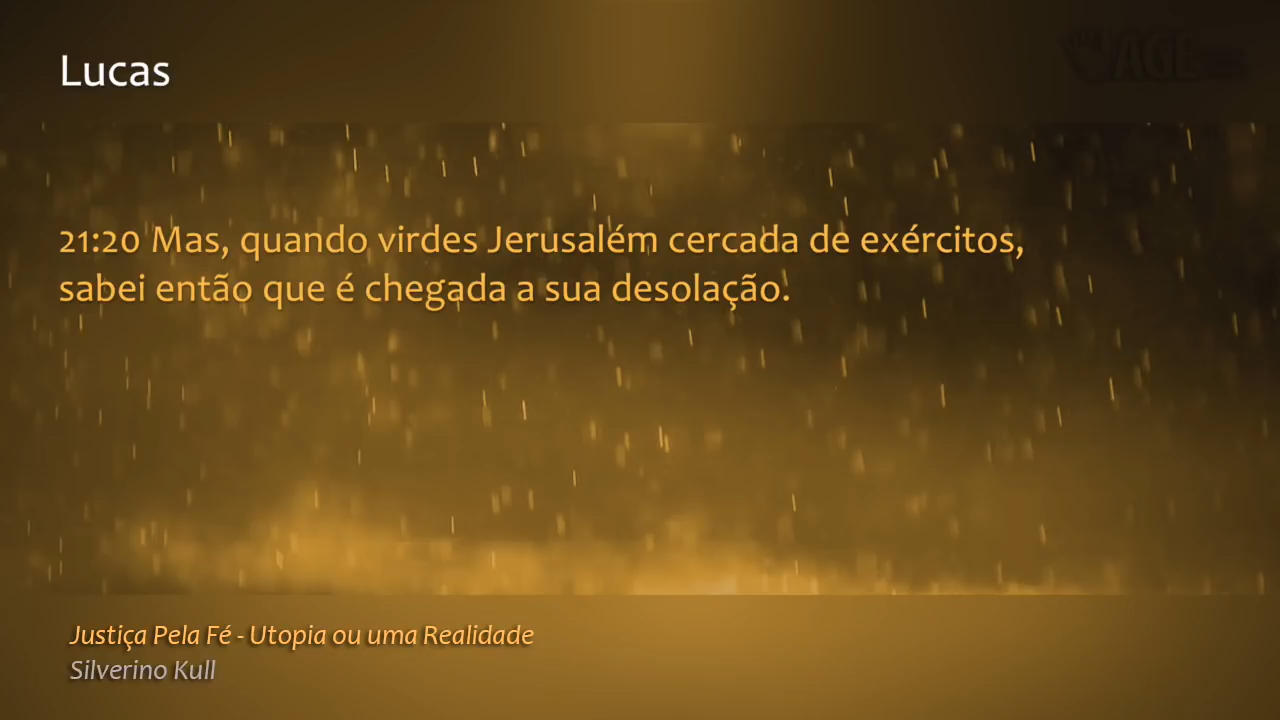 Lucas
21:20 Mas, quando virdes Jerusalém cercada de exércitos,
sabei então que é chegada a sua desolação.
Justiça Pela Fé - Utopia ou uma Realidade
Silverino Kull